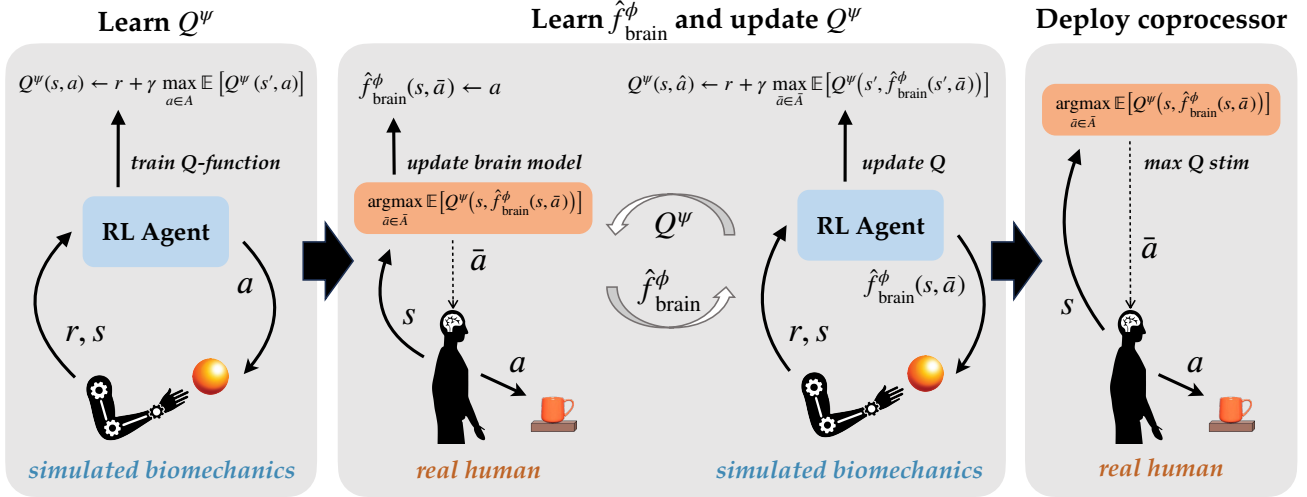 Learn Q^ψ
Q^ψ(s, a) ← r + γ max_{a∈A} 𝔼[Q^ψ(s′, a)]
train Q-function
RL Agent
a
r, s
simulated biomechanics
Learn f̂^ϕ_brain and update Q^ψ
f̂^ϕ_brain(s, ā) ← a
update brain model
argmax_{ā∈Ā} 𝔼[Q^ψ(s, f̂^ϕ_brain(s, ā))]
ā
s
a
real human
Q^ψ
f̂^ϕ_brain
Q^ψ(s, â) ← r + γ max_{ā∈Ā} 𝔼[Q^ψ(s′, f̂^ϕ_brain(s′, ā))]
update Q
RL Agent
f̂^ϕ_brain(s, ā)
r, s
simulated biomechanics
Deploy coprocessor
argmax_{ā∈Ā} 𝔼[Q^ψ(s, f̂^ϕ_brain(s, ā))]
max Q stim
ā
s
a
real human